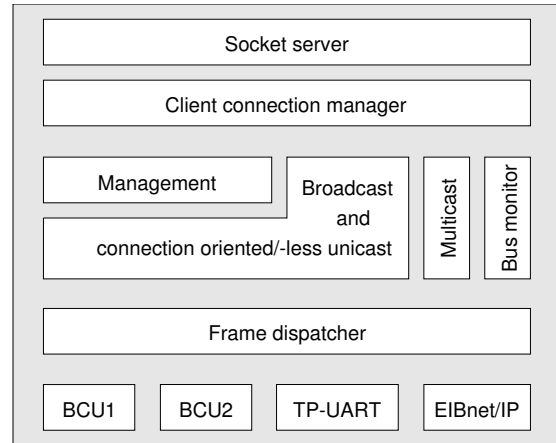 Socket server
Client connection manager
Management
Broadcast
and
connection oriented/-less unicast
Multicast
Bus monitor
Frame dispatcher
BCU1
BCU2
TP-UART
EIBnet/IP